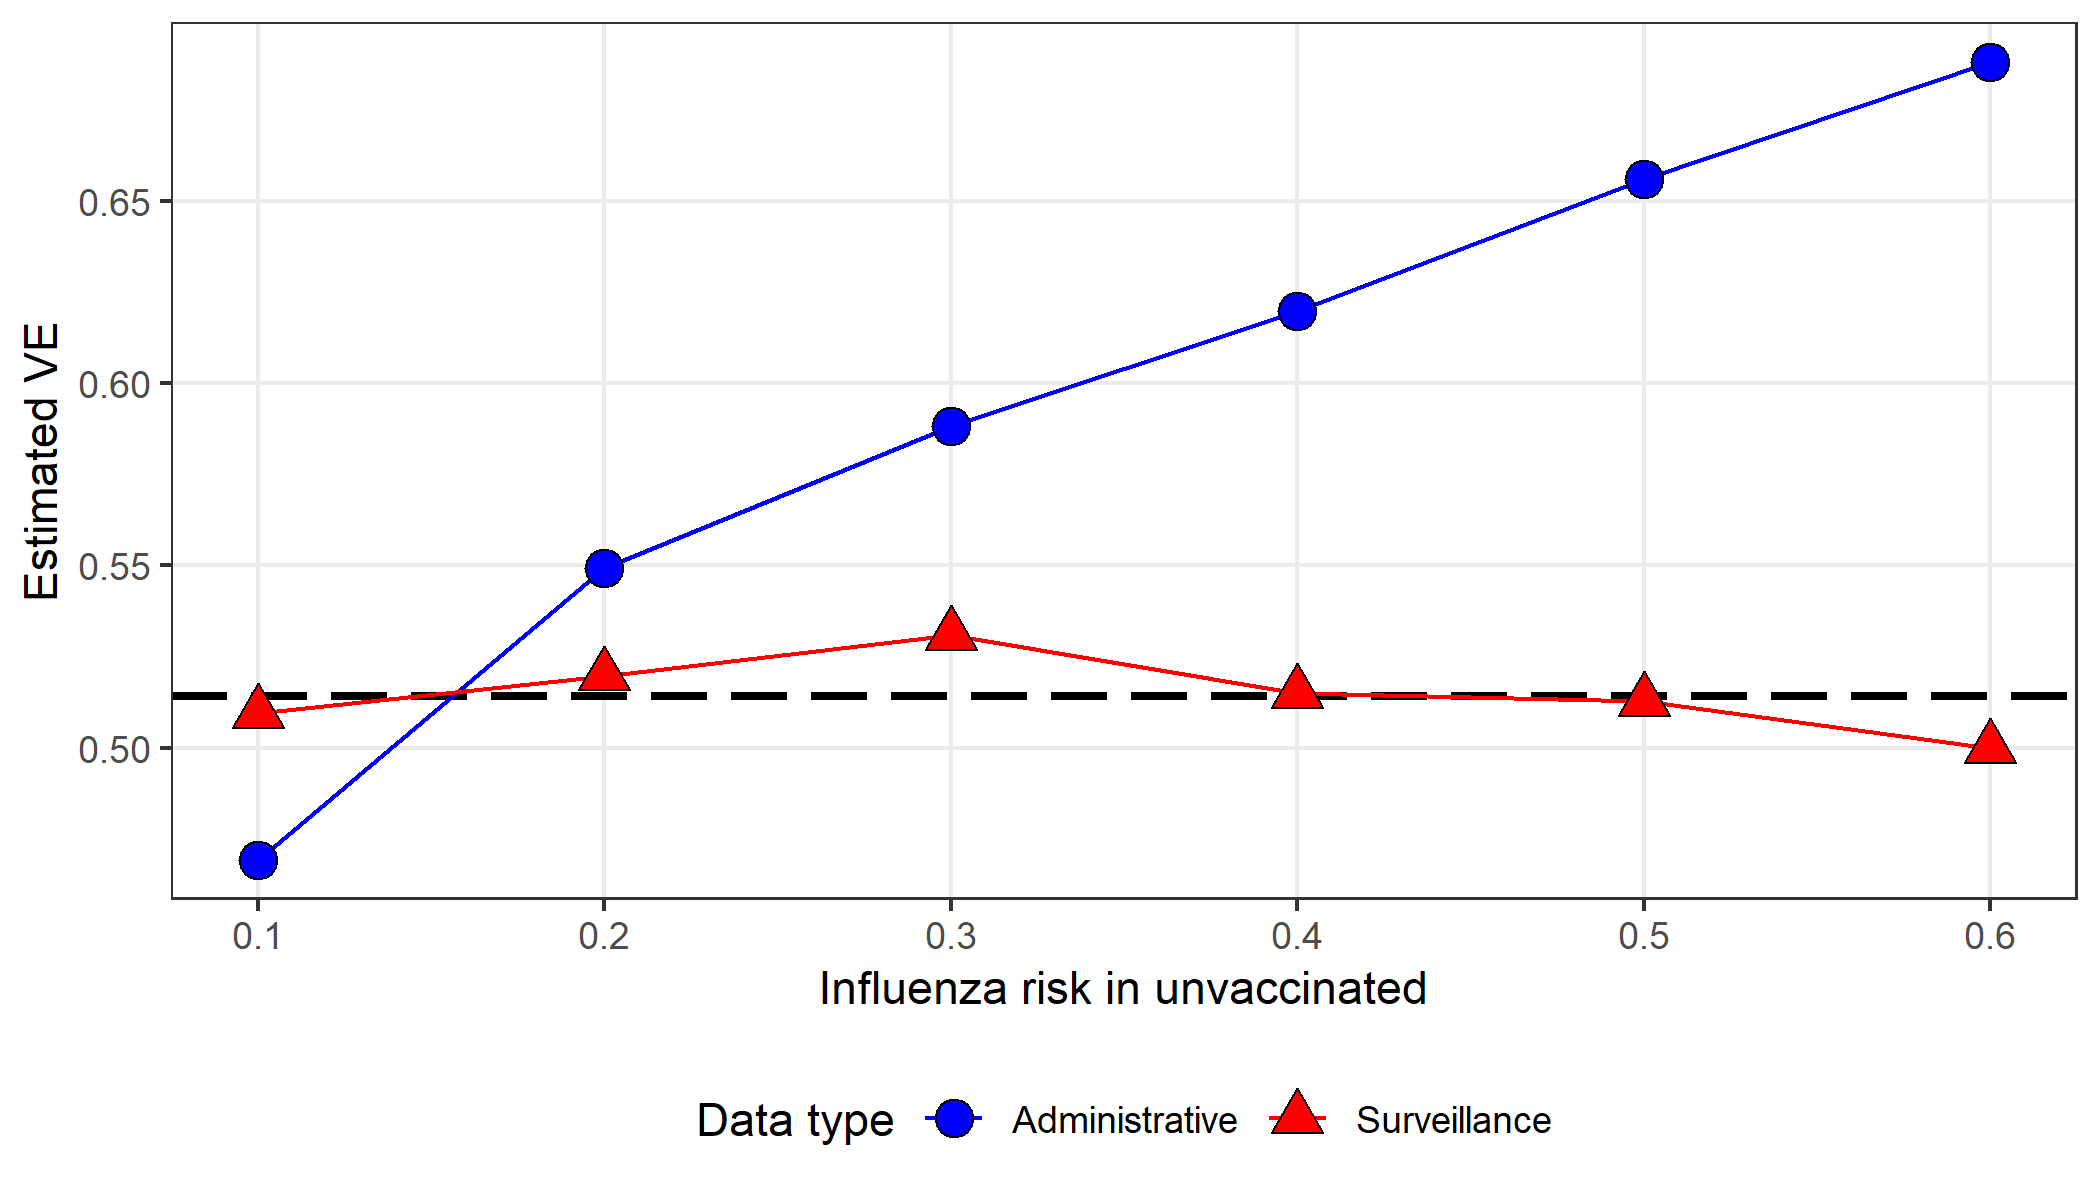 Estimated VE
0.65
0.60
0.55
0.50
0.1 0.2 0.3 0.4 0.5 0.6
Influenza risk in unvaccinated
Data type Administrative Surveillance